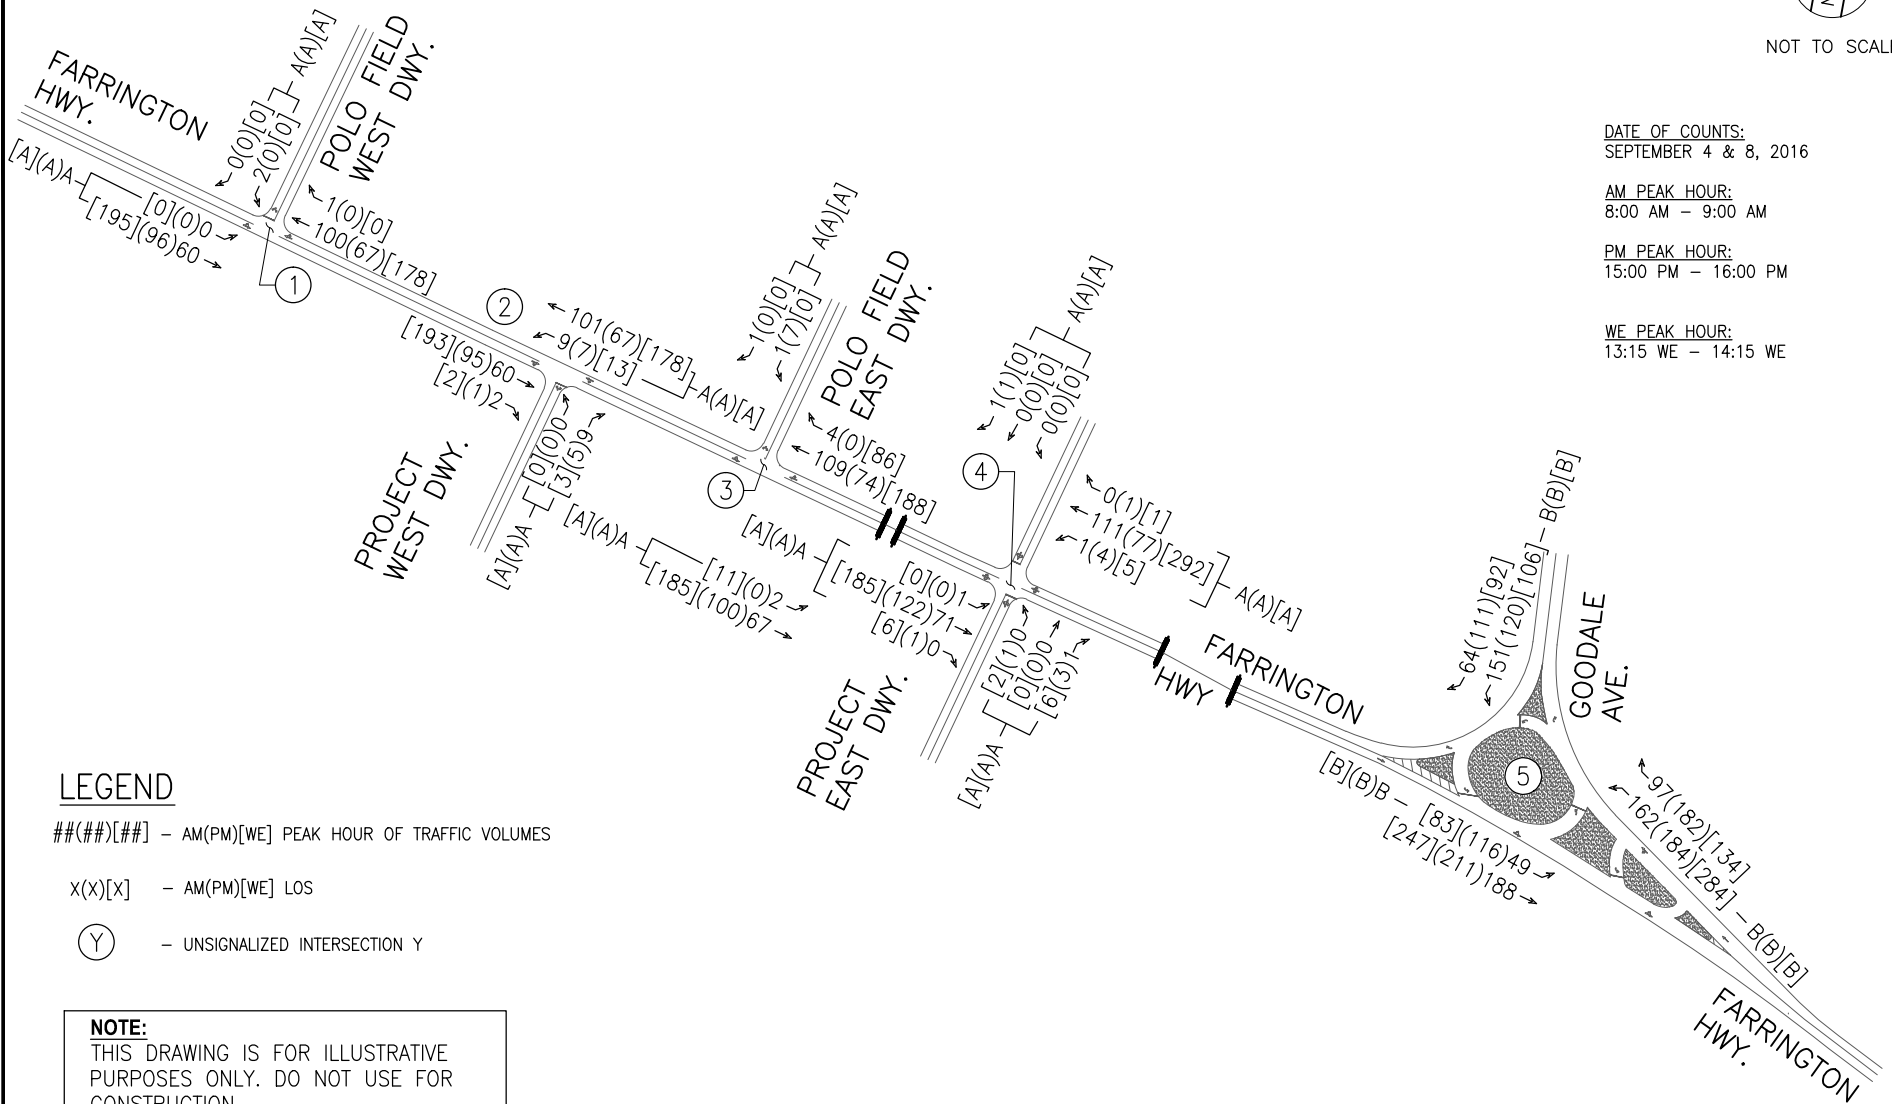 NOT TO SCALE
DATE OF COUNTS:
SEPTEMBER 4 & 8, 2016
AM PEAK HOUR:
8:00 AM – 9:00 AM
PM PEAK HOUR:
15:00 PM – 16:00 PM
WE PEAK HOUR:
13:15 WE – 14:15 WE
FARRINGTON
HWY.
0(0)[0]
2(0)[0]
A(A)[A]
POLO FIELD
WEST DWY.
[A](A)A
[0](0)0
[195](96)60
1(0)[0]
100(67)[178]
1
2
101(67)[178]
9(7)[13]
A(A)[A]
[193](95)60
[2](1)2
PROJECT
WEST DWY.
[0](0)0
[3](5)9
[A](A)A
1(0)[0]
1(7)[0]
A(A)[A]
POLO FIELD
EAST DWY.
4(0)[86]
109(74)[188]
3
[A](A)A
[11](0)2
[185](100)67
1(1)[0]
0(0)[0]
0(0)[0]
A(A)[A]
4
0(1)[1]
111(77)[292]
1(4)[5]
A(A)[A]
[A](A)A
[0](0)1
[185](122)71
[6](1)0
PROJECT
EAST DWY.
[2](1)0
[0](0)0
[6](3)1
[A](A)A
FARRINGTON
HWY
64(111)[92]
151(120)[106] – B(B)[B]
GOODALE
AVE.
5
[B](B)B – [83](116)49
[247](211)188
97(182)[134]
162(184)[284] – B(B)[B]
FARRINGTON
HWY.
LEGEND
##(##)[##] – AM(PM)[WE] PEAK HOUR OF TRAFFIC VOLUMES
X(X)[X] – AM(PM)[WE] LOS
Y – UNSIGNALIZED INTERSECTION Y
NOTE:
THIS DRAWING IS FOR ILLUSTRATIVE
PURPOSES ONLY. DO NOT USE FOR
CONSTRUCTION